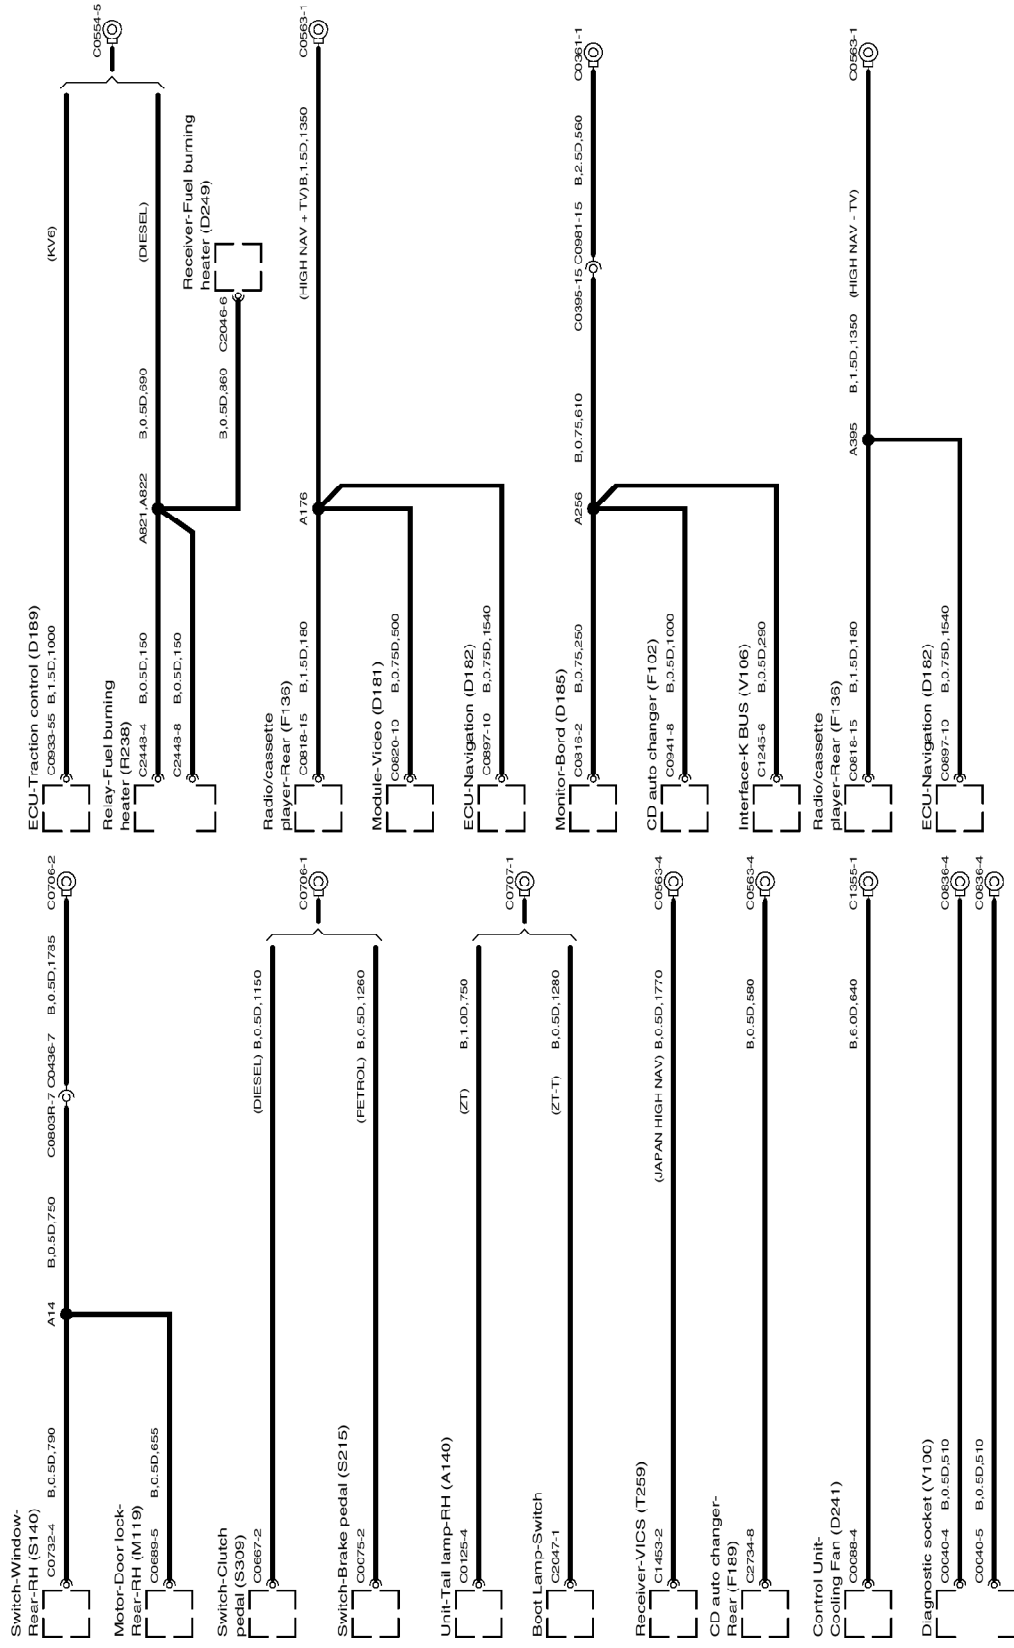 Switch-Window-
Rear-RH (S140)
C0732-4 B,0.5D,790
A14
B,0.5D,750
C0803R-7 C0436-7
B,0.5D,1735
C0706-2
Motor-Door lock-
Rear-RH (M119)
C0689-5 B,0.5D,655
Switch-Clutch
pedal (S309)
C0667-2
(DIESEL) B,0.5D,1150
C0706-1
Switch-Brake pedal (S215)
C0075-2
(PETROL) B,0.5D,1260
Unit-Tail lamp-RH (A140)
C0125-4
(ZT)
B,1.0D,750
C0707-1
Boot Lamp-Switch
C2047-1
(ZT-T)
B,0.5D,1280
Receiver-VICS (T259)
C1453-2
(JAPAN HIGH NAV) B,0.5D,1770
C0563-4
CD auto changer-
Rear (F189)
C2734-8
B,0.5D,580
C0563-4
Control Unit-
Cooling Fan (D241)
C0088-4
B,6.0D,640
C1355-1
Diagnostic socket (V100)
C0040-4 B,0.5D,510
C0836-4
C0040-5 B,0.5D,510
C0836-4
ECU-Traction control (D189)
C0933-55 B,1.5D,1000
(KV6)
C0554-5
Relay-Fuel burning
heater (R238)
C2443-4 B,0.5D,150
A821,A822
B,0.5D,690
(DIESEL)
C2443-8 B,0.5D,150
B,0.5D,860 C2046-6
Receiver-Fuel burning
heater (D249)
Radio/cassette
player-Rear (F136)
C0818-15 B,1.5D,180
A176
(HIGH NAV + TV) B,1.5D,1350
C0563-1
Module-Video (D181)
C0820-10 B,0.75D,500
ECU-Navigation (D182)
C0897-10 B,0.75D,1540
Monitor-Bord (D185)
C0816-2 B,0.75,250
A256
B,0.75,610
C0395-15 C0981-15
B,2.5D,560
C0361-1
CD auto changer (F102)
C0941-8 B,0.5D,1000
Interface-K BUS (V106)
C1245-6 B,0.5D,290
Radio/cassette
player-Rear (F136)
C0818-15 B,1.5D,180
A395
B,1.5D,1350 (HIGH NAV - TV)
C0563-1
ECU-Navigation (D182)
C0897-10 B,0.75D,1540